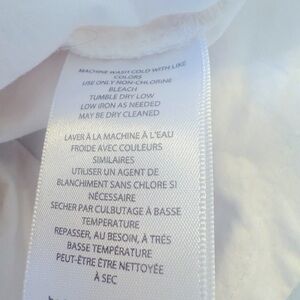 MACHINE WASH COLD WITH LIKE
COLORS
USE ONLY NON-CHLORINE
BLEACH
TUMBLE DRY LOW
LOW IRON AS NEEDED
MAY BE DRY CLEANED
LAVER À LA MACHINE À L'EAU
FROIDE AVEC COULEURS
SIMILAIRES
UTILISER UN AGENT DE
BLANCHIMENT SANS CHLORE SI
NÉCESSAIRE
SECHER PAR CULBUTAGE À BASSE
TEMPERATURE
REPASSER, AU BESOIN, À TRÉS
BASSE TEMPÉRATURE
PEUT-ÊTRE ÊTRE NETTOYÉE
À SEC